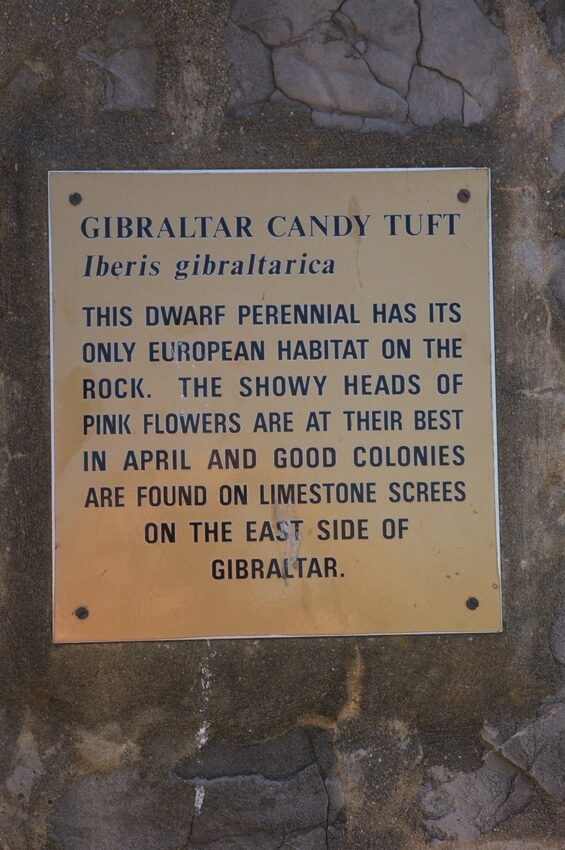 GIBRALTAR CANDY TUFT
Iberis gibraltarica
THIS DWARF PERENNIAL HAS ITS
ONLY EUROPEAN HABITAT ON THE
ROCK. THE SHOWY HEADS OF
PINK FLOWERS ARE AT THEIR BEST
IN APRIL AND GOOD COLONIES
ARE FOUND ON LIMESTONE SCREES
ON THE EAST SIDE OF
GIBRALTAR.